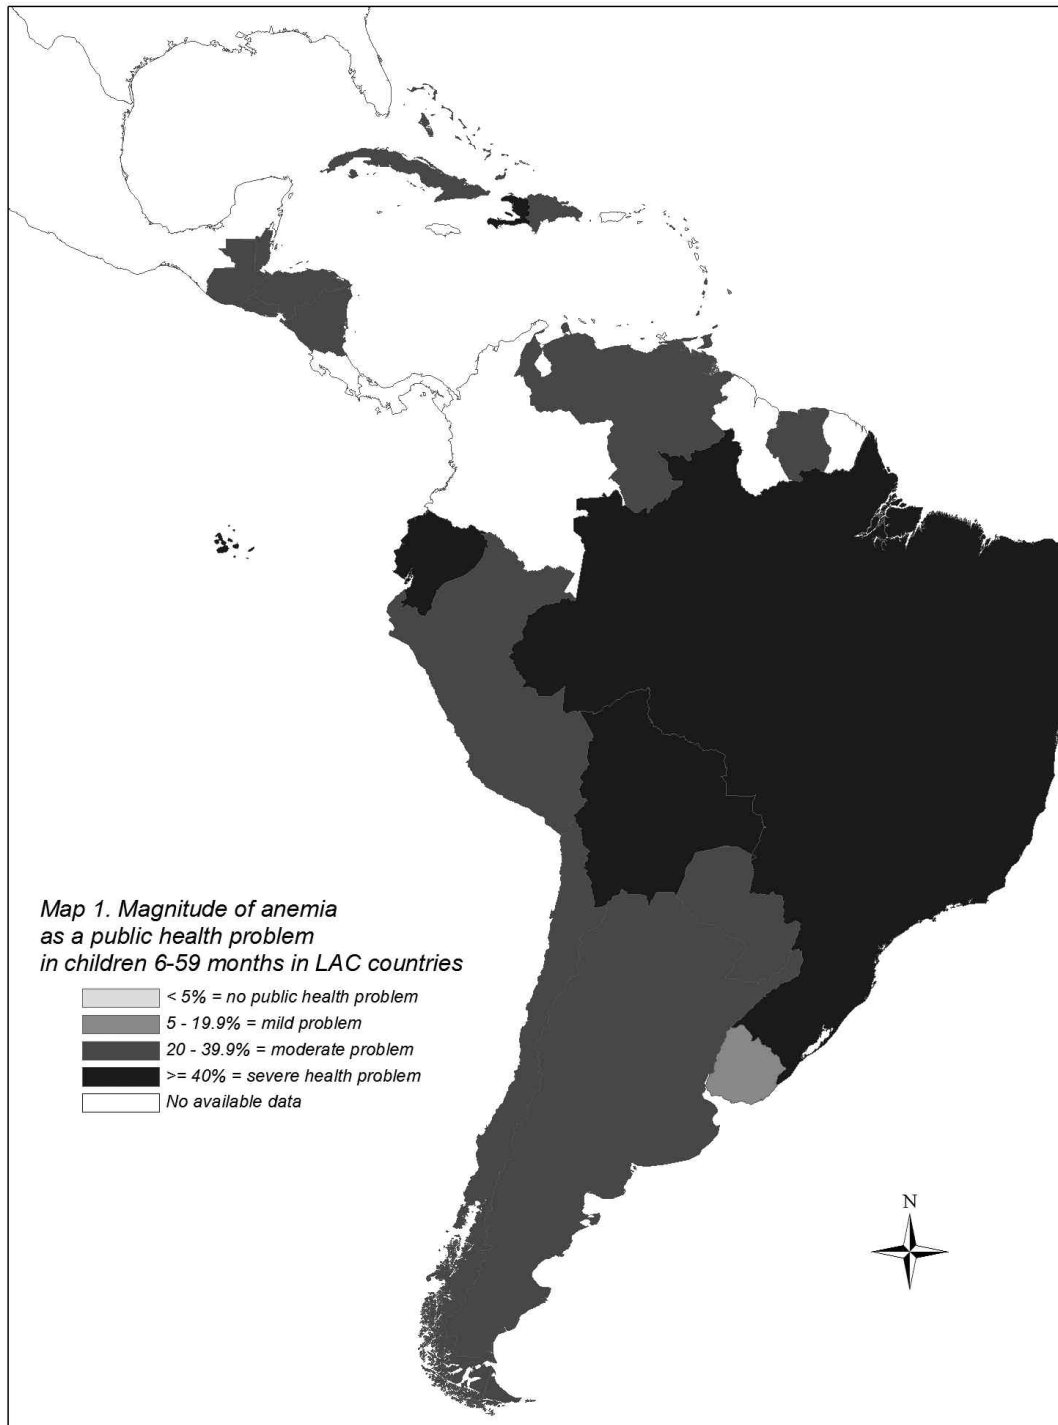 Map 1. Magnitude of anemia
as a public health problem
in children 6-59 months in LAC countries
< 5% = no public health problem
5 - 19.9% = mild problem
20 - 39.9% = moderate problem
>= 40% = severe health problem
No available data
N